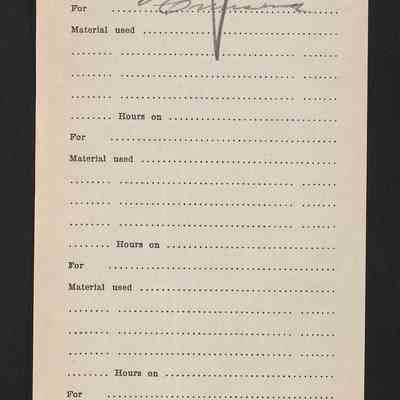 For
Material used
Hours on
For
Material used
Hours on
For
Material used
Hours on
For